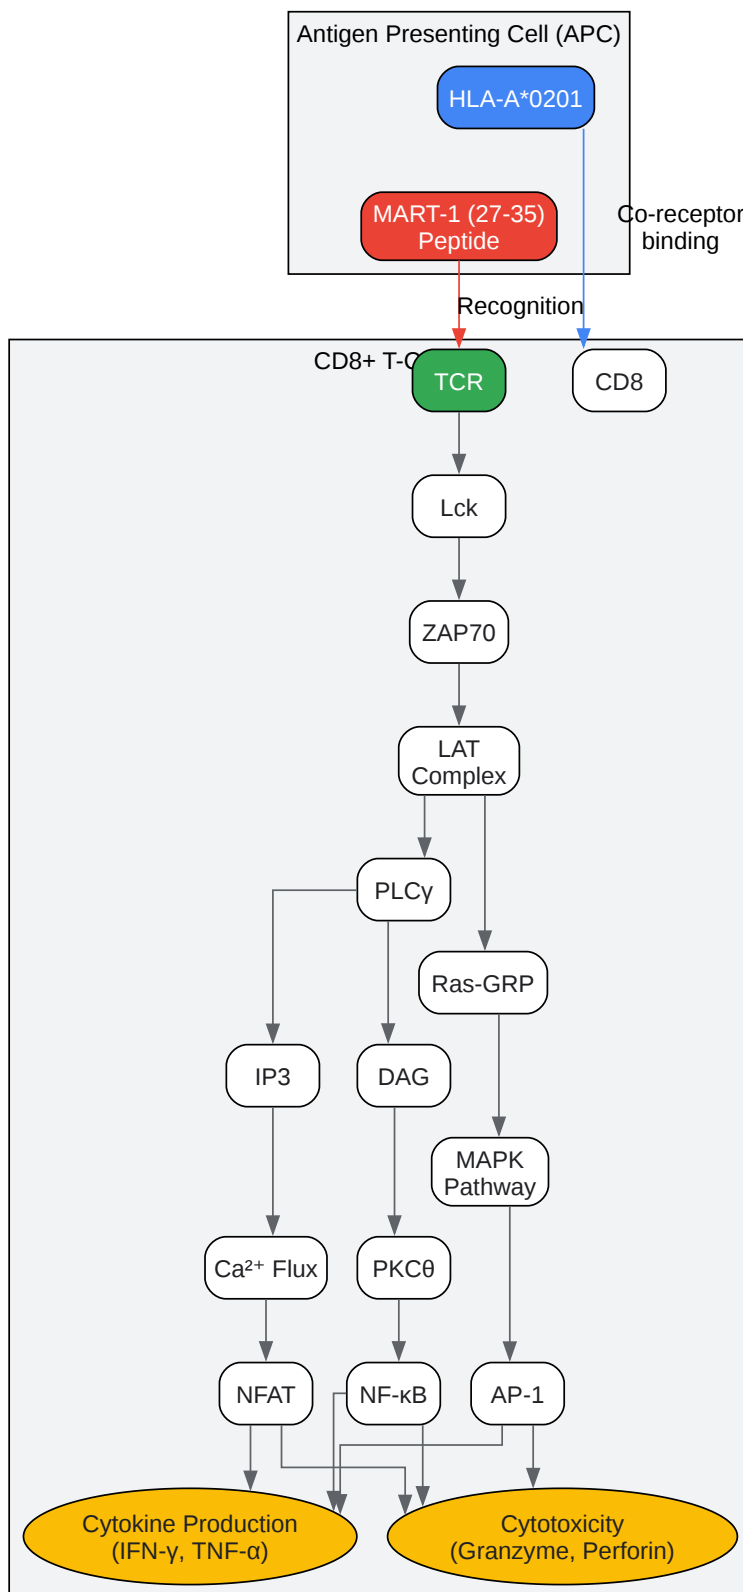 Antigen Presenting Cell (APC)
HLA-A*0201
MART-1 (27-35)
Peptide
Co-receptor
binding
Recognition
CD8+ T-C
TCR
CD8
Lck
ZAP70
LAT
Complex
PLCγ
Ras-GRP
IP3
DAG
MAPK
Pathway
Ca²⁺ Flux
PKCθ
NFAT
NF-κB
AP-1
Cytokine Production
(IFN-γ, TNF-α)
Cytotoxicity
(Granzyme, Perforin)